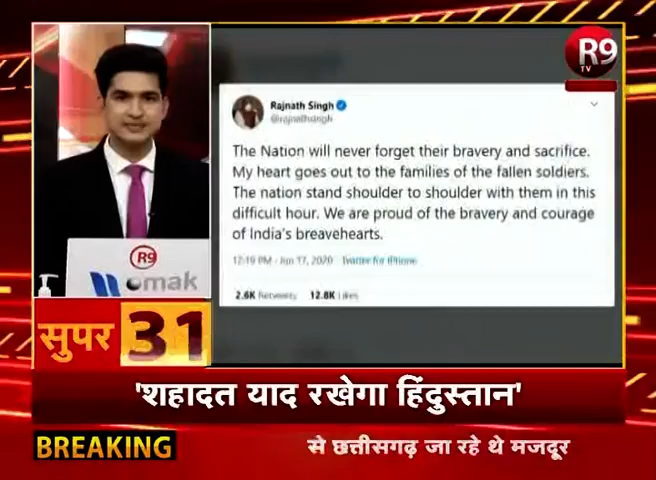 R9
TV
Rajnath Singh
@rajnathsingh
The Nation will never forget their bravery and sacrifice.
My heart goes out to the families of the fallen soldiers.
The nation stand shoulder to shoulder with them in this
difficult hour. We are proud of the bravery and courage
of India's breavehearts.
12:19 PM - Jun 17, 2020 Twitter for iPhone
2.6K Retweets 12.8K Likes
R9
omak
सुपर 31
'शहादत याद रखेगा हिंदुस्तान'
BREAKING
से छत्तीसगढ़ जा रहे थे मजदूर